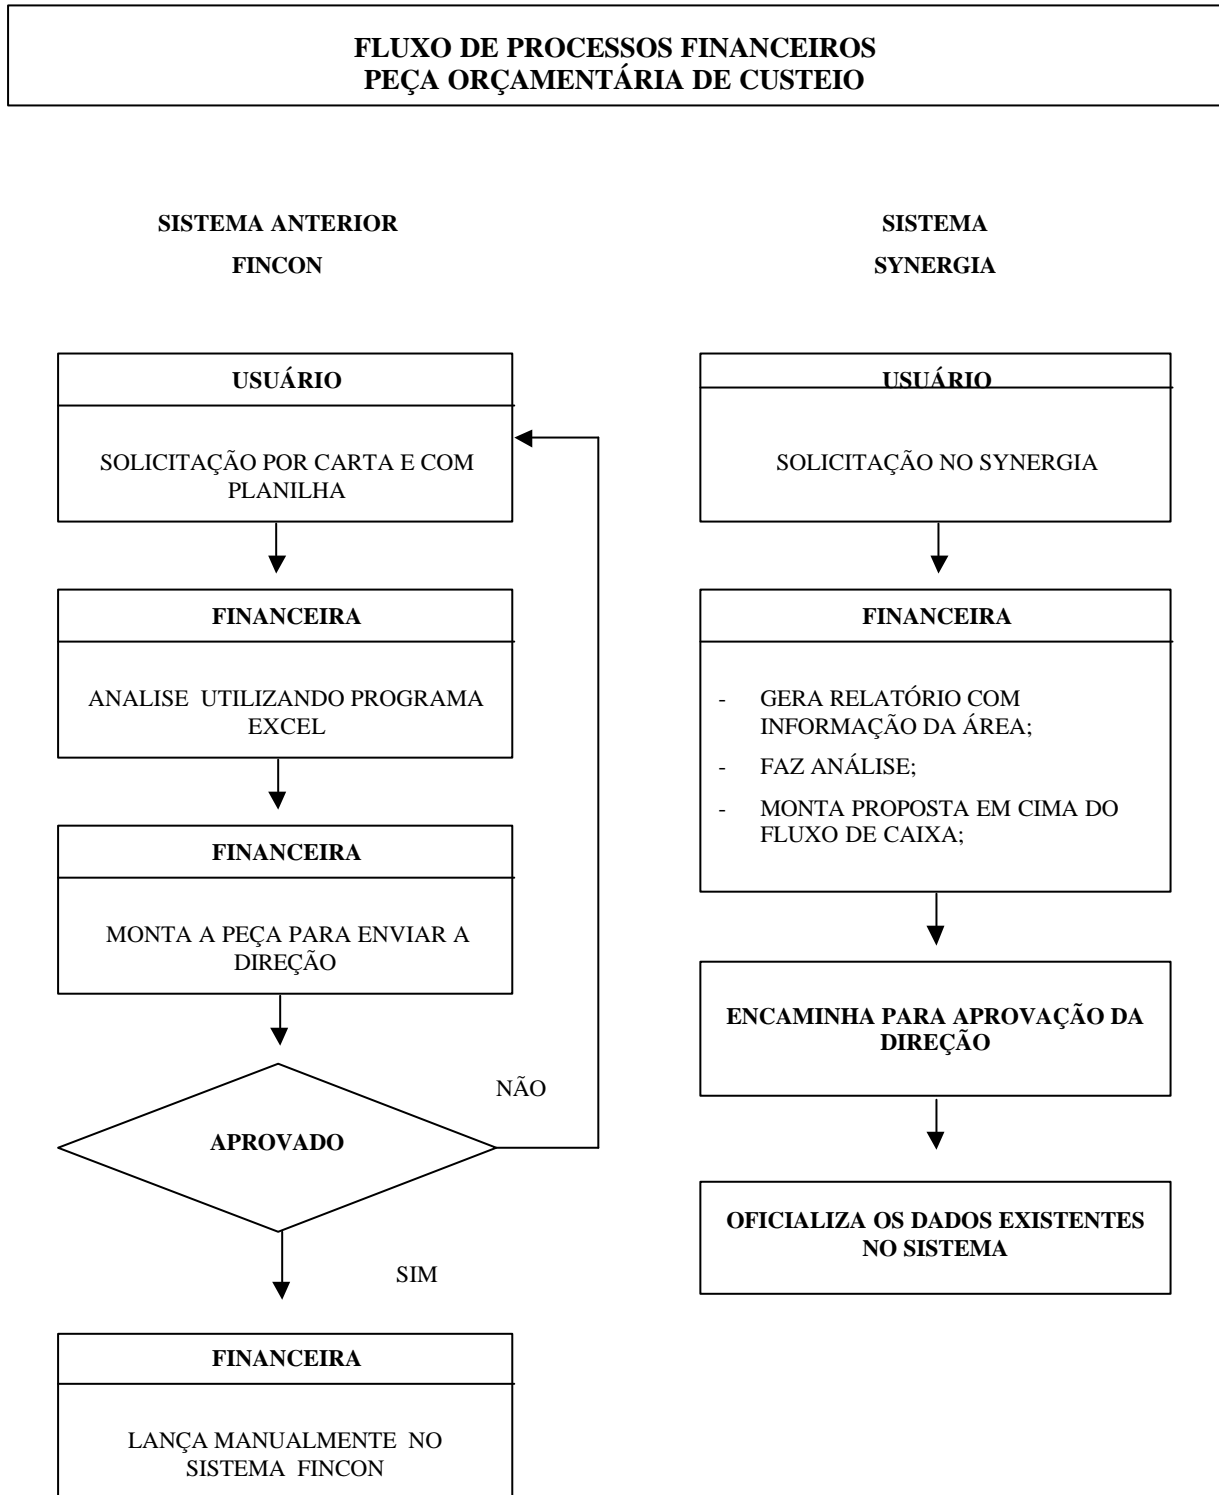 FLUXO DE PROCESSOS FINANCEIROS
PEÇA ORÇAMENTÁRIA DE CUSTEIO
SISTEMA ANTERIOR
FINCON
USUÁRIO
SOLICITAÇÃO POR CARTA E COM
PLANILHA
FINANCEIRA
ANALISE UTILIZANDO PROGRAMA
EXCEL
FINANCEIRA
MONTA A PEÇA PARA ENVIAR A
DIREÇÃO
APROVADO
NÃO
SIM
FINANCEIRA
LANÇA MANUALMENTE NO
SISTEMA FINCON
SISTEMA
SYNERGIA
USUÁRIO
SOLICITAÇÃO NO SYNERGIA
FINANCEIRA
- GERA RELATÓRIO COM
INFORMAÇÃO DA ÁREA;
- FAZ ANÁLISE;
- MONTA PROPOSTA EM CIMA DO
FLUXO DE CAIXA;
ENCAMINHA PARA APROVAÇÃO DA
DIREÇÃO
OFICIALIZA OS DADOS EXISTENTES
NO SISTEMA